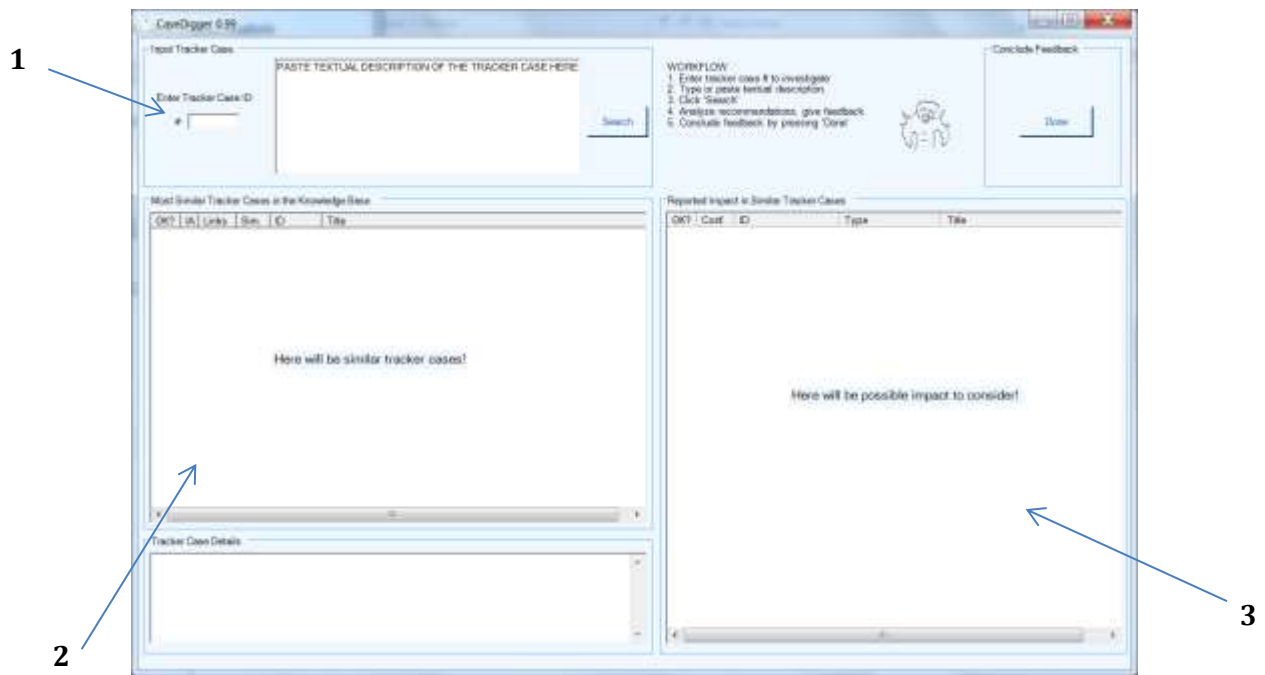 CaveDigger 0.99
1
Input Tracker Case
PASTE TEXTUAL DESCRIPTION OF THE TRACKER CASE HERE
Enter Tracker Case ID
#
Search
WORKFLOW
1. Enter tracker case # to investigate
2. Type or paste textual description
3. Click 'Search'
4. Analyze recommendations, give feedback
5. Conclude feedback by pressing 'Done'
Conclude Feedback
Done
Most Similar Tracker Cases in the Knowledge Base
OK? IA Links Sim. ID Title
Here will be similar tracker cases!
Reported Impact in Similar Tracker Cases
OK? Conf ID Type Title
Here will be possible impact to consider!
Tracker Case Details
2
3